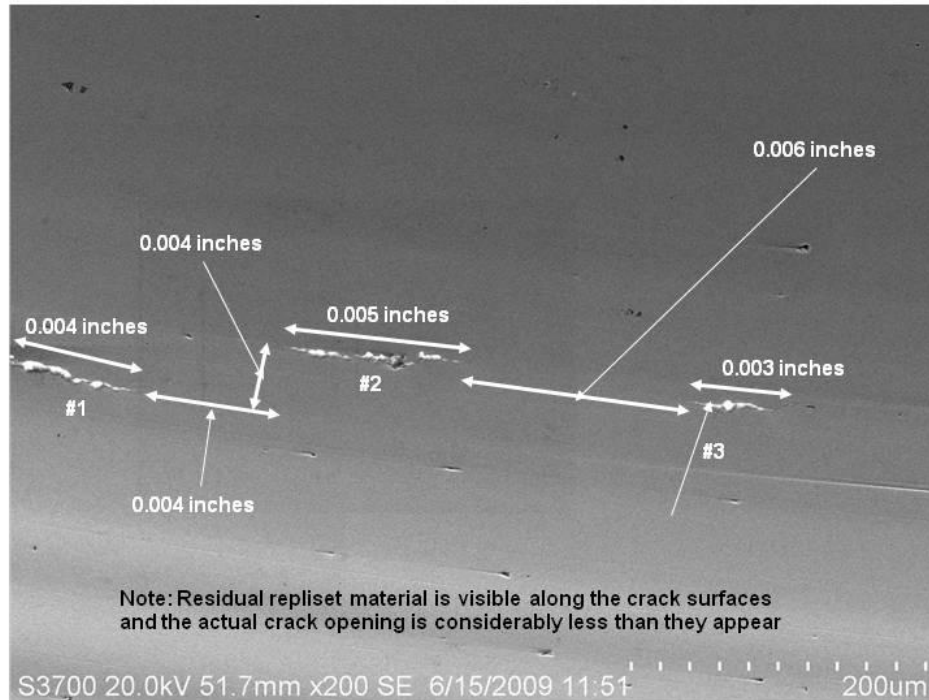 0.006 inches
0.004 inches
0.005 inches
0.004 inches
0.003 inches
#2
#1
#3
0.004 inches
Note: Residual repliset material is visible along the crack surfaces
and the actual crack opening is considerably less than they appear
S3700 20.0kV 51.7mm x200 SE 6/15/2009 11:51
200um